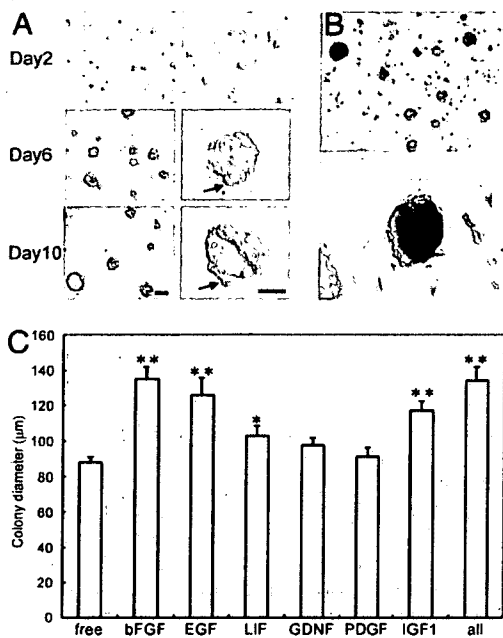 A
B
Day2
Day6
Day10
C
Colony diameter (μm)
160
140
120
100
80
60
40
20
0
** ** * ** **
free bFGF EGF LIF GDNF PDGF IGF1 all